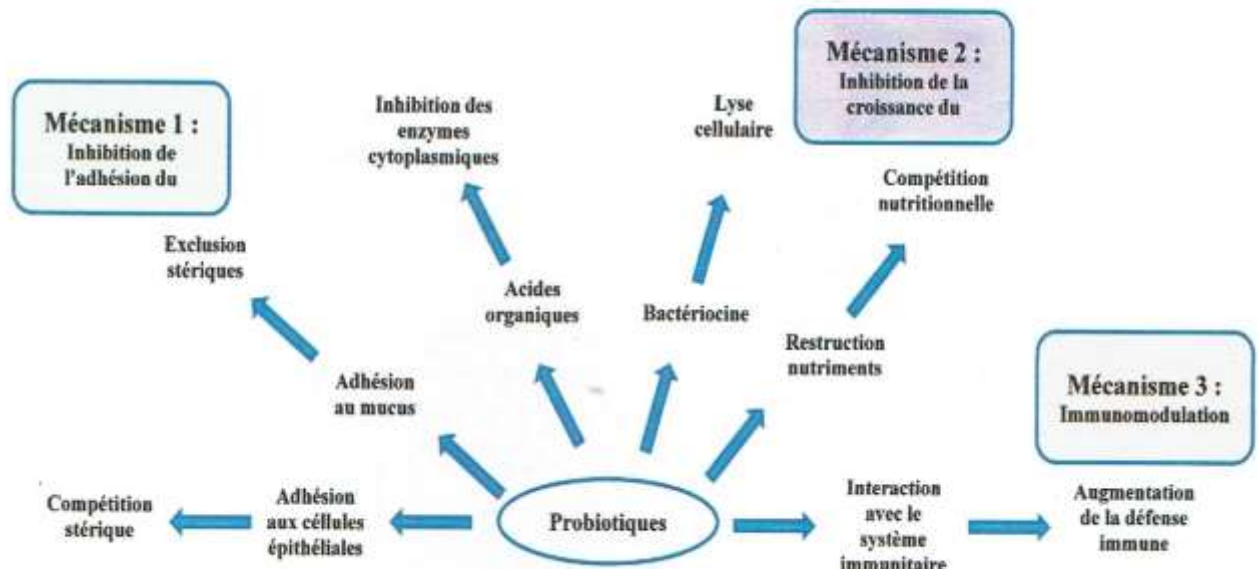 Mécanisme 1 :
Inhibition de
l'adhésion du
Mécanisme 2 :
Inhibition de la
croissance du
Inhibition des
enzymes
cytoplasmiques
Lyse
cellulaire
Compétition
nutritionnelle
Exclusion
stériques
Acides
organiques
Bactériocine
Restruction
nutriments
Mécanisme 3 :
Immunomodulation
Adhésion
au mucus
Compétition
stérique
Adhésion
aux céllules
épithéliales
Probiotiques
Interaction
avec le
système
immunitaire
Augmentation
de la défense
immune